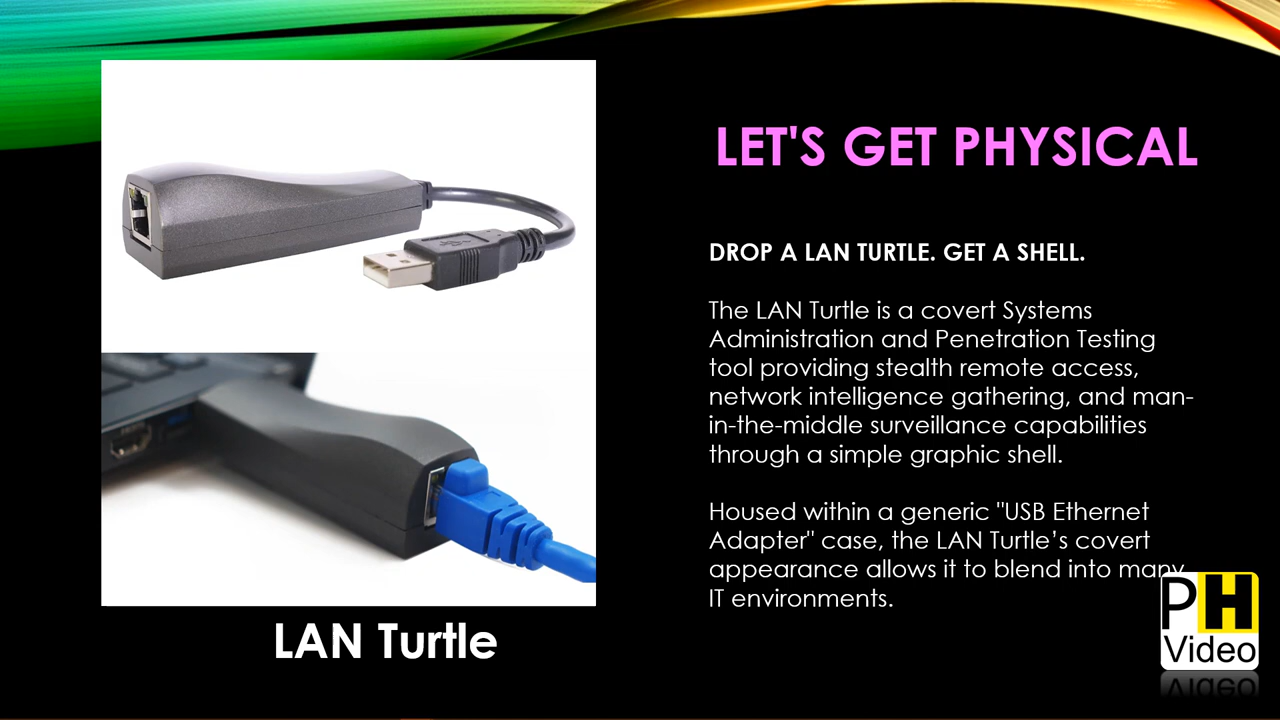 LET'S GET PHYSICAL
DROP A LAN TURTLE. GET A SHELL.
The LAN Turtle is a covert Systems
Administration and Penetration Testing
tool providing stealth remote access,
network intelligence gathering, and man-
in-the-middle surveillance capabilities
through a simple graphic shell.
Housed within a generic "USB Ethernet
Adapter" case, the LAN Turtle’s covert
appearance allows it to blend into many
IT environments.
LAN Turtle
PH
Video